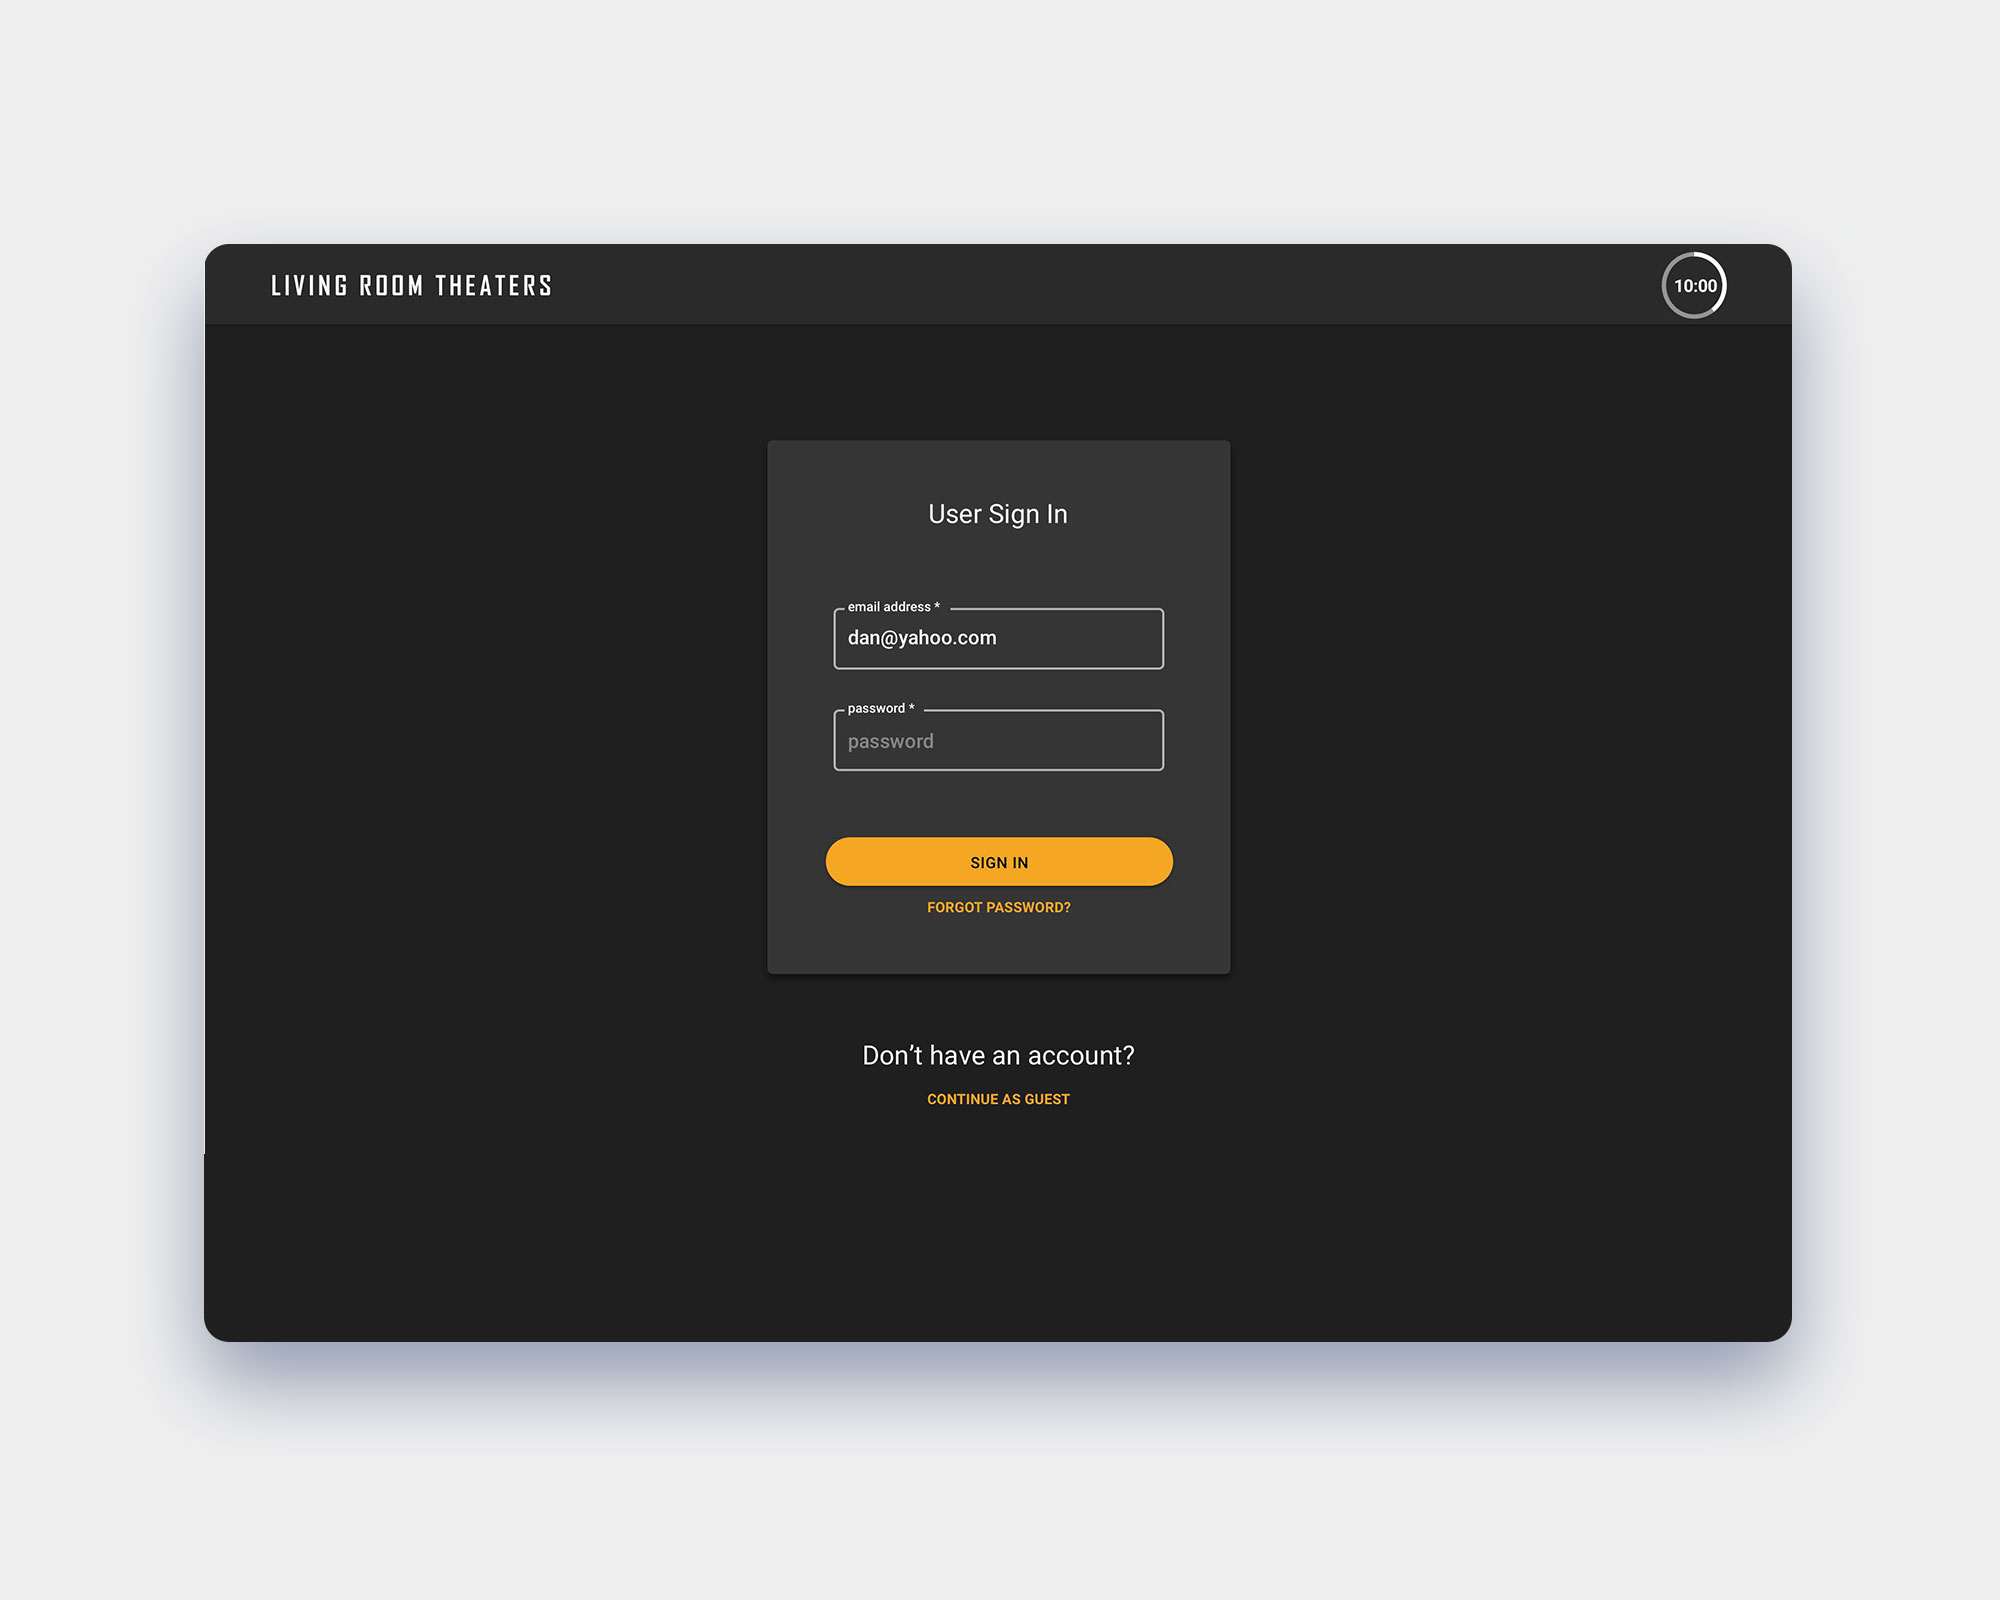 LIVING ROOM THEATERS
10:00
User Sign In
email address *
dan@yahoo.com
password *
password
SIGN IN
FORGOT PASSWORD?
Don’t have an account?
CONTINUE AS GUEST